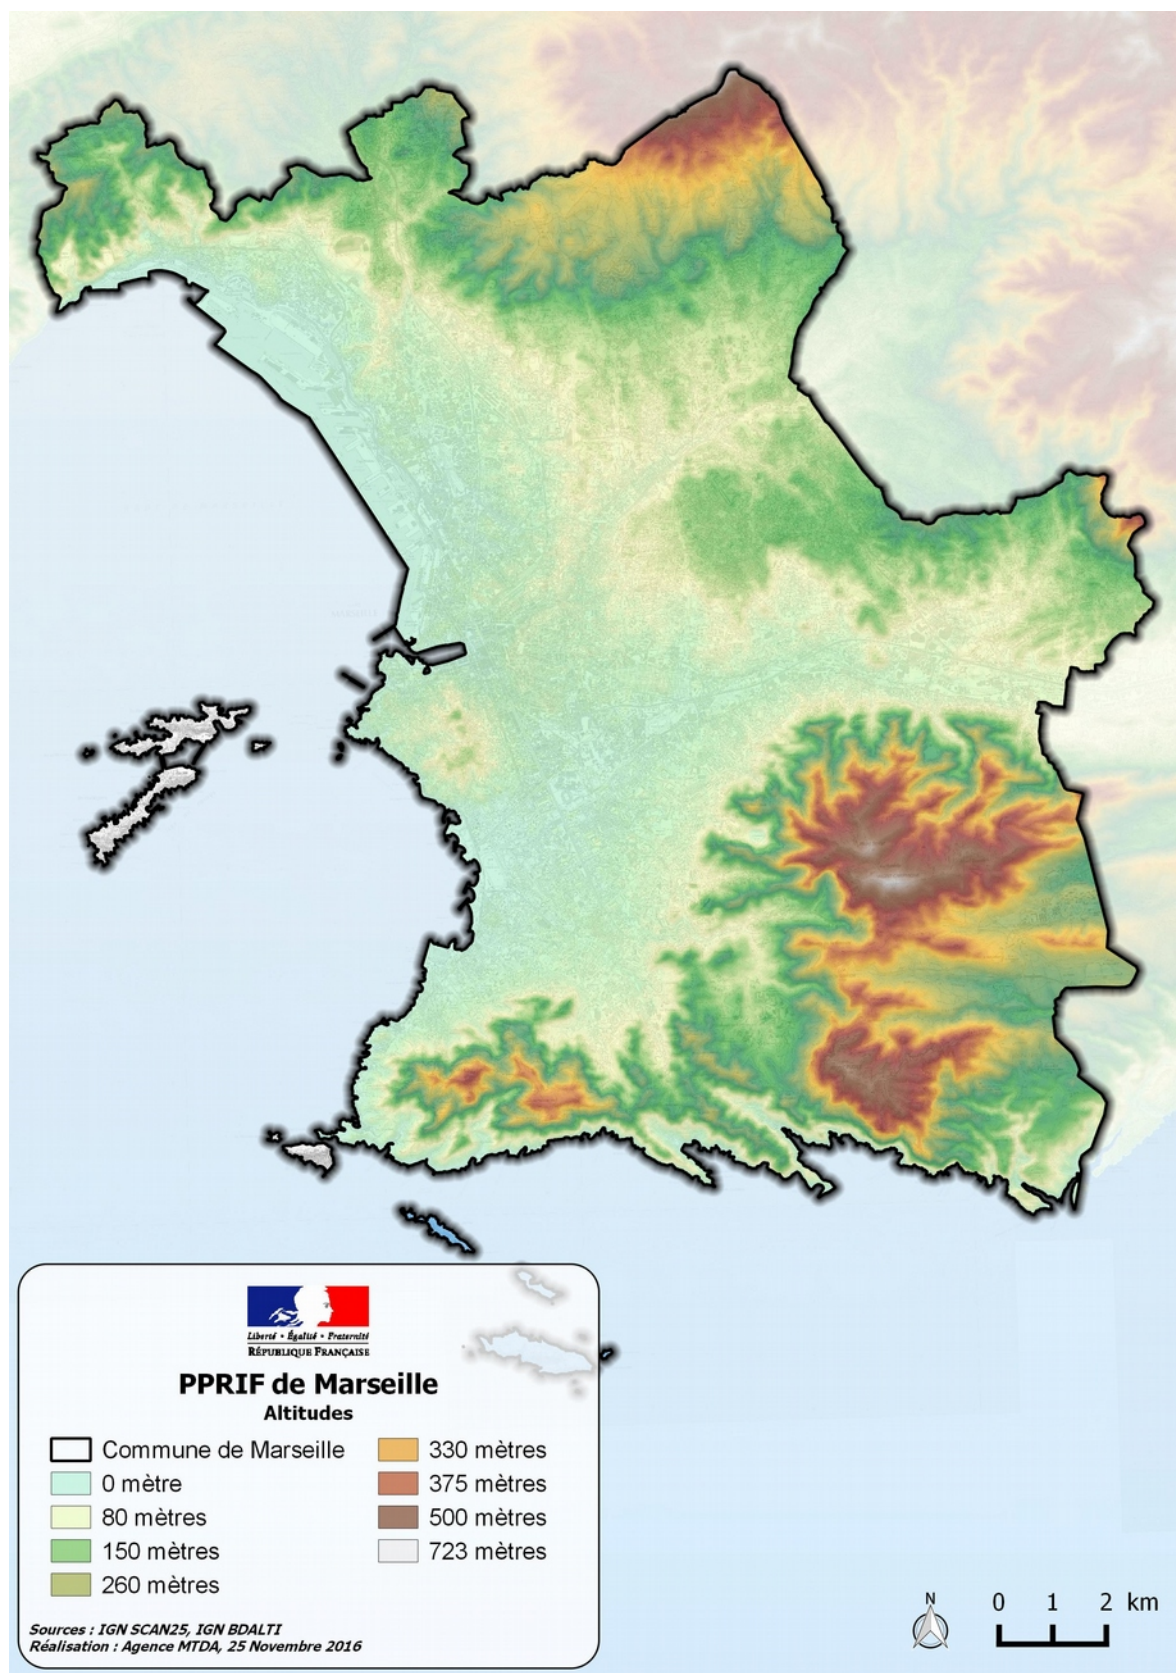 Liberté • Égalité • Fraternité
RÉPUBLIQUE FRANÇAISE
PPRIF de Marseille
Altitudes
Commune de Marseille
0 mètre
80 mètres
150 mètres
260 mètres
330 mètres
375 mètres
500 mètres
723 mètres
Sources : IGN SCAN25, IGN BDALTI
Réalisation : Agence MTDA, 25 Novembre 2016
N
0 1 2 km